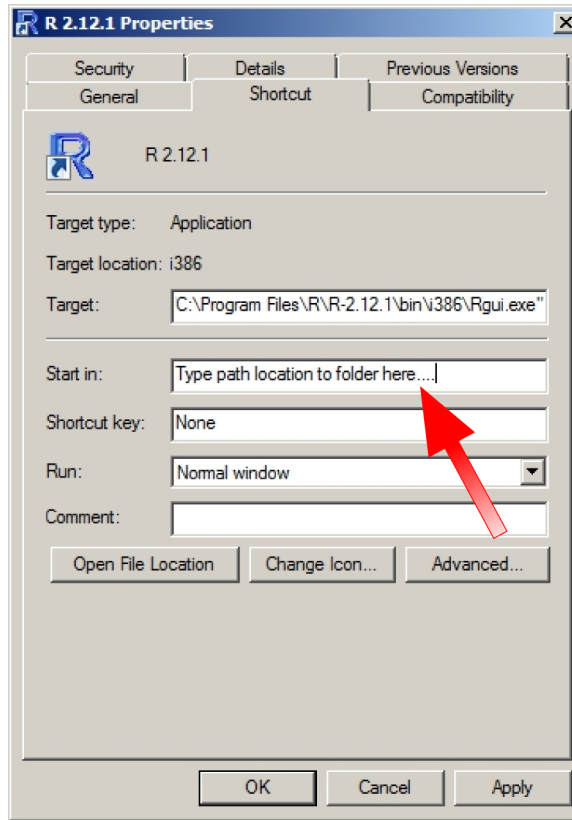 R 2.12.1 Properties
Security Details Previous Versions
General Shortcut Compatibility
R 2.12.1
Target type: Application
Target location: i386
Target: C:\Program Files\R\R-2.12.1\bin\i386\Rgui.exe"
Start in: Type path location to folder here....
Shortcut key: None
Run: Normal window
Comment:
Open File Location Change Icon... Advanced...
OK Cancel Apply